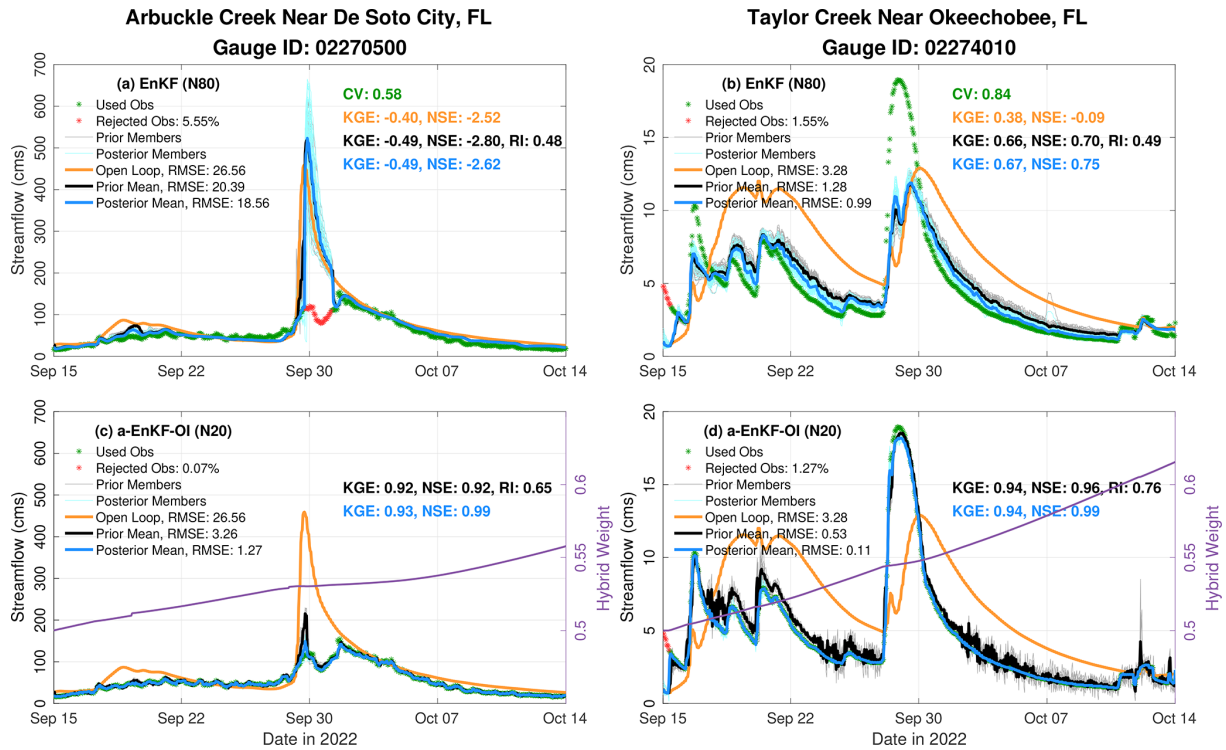 Arbuckle Creek Near De Soto City, FL
Gauge ID: 02270500
Taylor Creek Near Okeechobee, FL
Gauge ID: 02274010
(a) EnKF (N80)
Used Obs
Rejected Obs: 5.55%
Prior Members
Posterior Members
Open Loop, RMSE: 26.56
Prior Mean, RMSE: 20.39
Posterior Mean, RMSE: 18.56
CV: 0.58
KGE: -0.40, NSE: -2.52
KGE: -0.49, NSE: -2.80, RI: 0.48
KGE: -0.49, NSE: -2.62
Streamflow (cms)
700
600
500
400
300
200
100
0
Sep 15
Sep 22
Sep 30
Oct 07
Oct 14
(b) EnKF (N80)
Used Obs
Rejected Obs: 1.55%
Prior Members
Posterior Members
Open Loop, RMSE: 3.28
Prior Mean, RMSE: 1.28
Posterior Mean, RMSE: 0.99
CV: 0.84
KGE: 0.38, NSE: -0.09
KGE: 0.66, NSE: 0.70, RI: 0.49
KGE: 0.67, NSE: 0.75
Streamflow (cms)
20
15
10
5
0
Sep 15
Sep 22
Sep 30
Oct 07
Oct 14
(c) a-EnKF-OI (N20)
Used Obs
Rejected Obs: 0.07%
Prior Members
Posterior Members
Open Loop, RMSE: 26.56
Prior Mean, RMSE: 3.26
Posterior Mean, RMSE: 1.27
KGE: 0.92, NSE: 0.92, RI: 0.65
KGE: 0.93, NSE: 0.99
Streamflow (cms)
700
600
500
400
300
200
100
0
0.6
0.55
0.5
Hybrid Weight
Sep 15
Sep 22
Sep 30
Oct 07
Oct 14
Date in 2022
(d) a-EnKF-OI (N20)
Used Obs
Rejected Obs: 1.27%
Prior Members
Posterior Members
Open Loop, RMSE: 3.28
Prior Mean, RMSE: 0.53
Posterior Mean, RMSE: 0.11
KGE: 0.94, NSE: 0.96, RI: 0.76
KGE: 0.94, NSE: 0.99
Streamflow (cms)
20
15
10
5
0
0.6
0.55
0.5
Hybrid Weight
Sep 15
Sep 22
Sep 30
Oct 07
Oct 14
Date in 2022